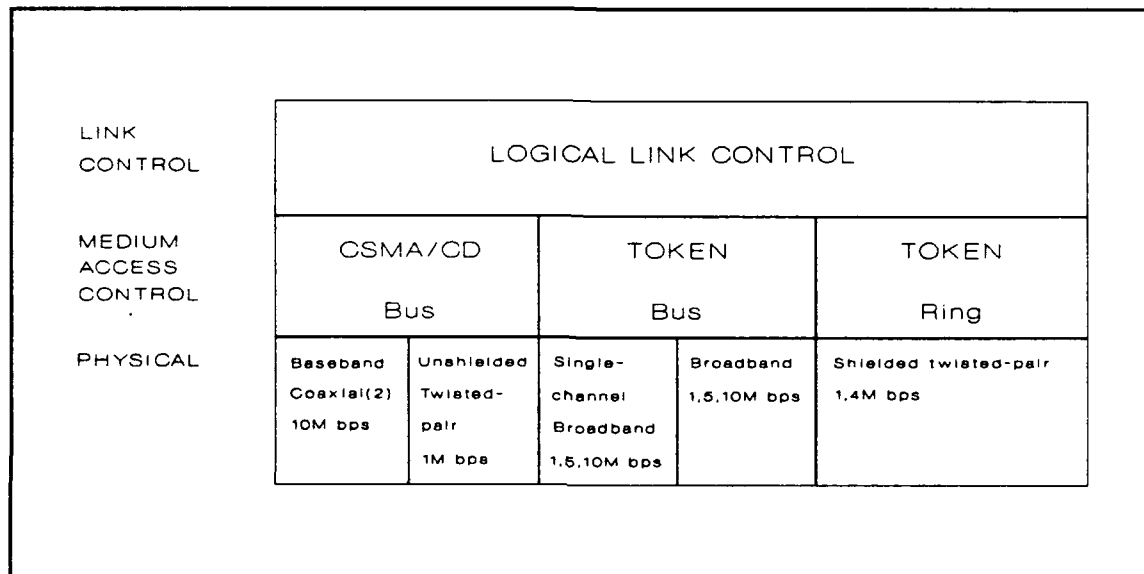 LINK
CONTROL
LOGICAL LINK CONTROL
MEDIUM
ACCESS
CONTROL
CSMA/CD
Bus
TOKEN
Bus
TOKEN
Ring
PHYSICAL
Baseband
Coaxial(2)
10M bps
Unshielded
Twisted-
pair
1M bps
Single-
channel
Broadband
1,5,10M bps
Broadband
1,5,10M bps
Shielded twisted-pair
1,4M bps